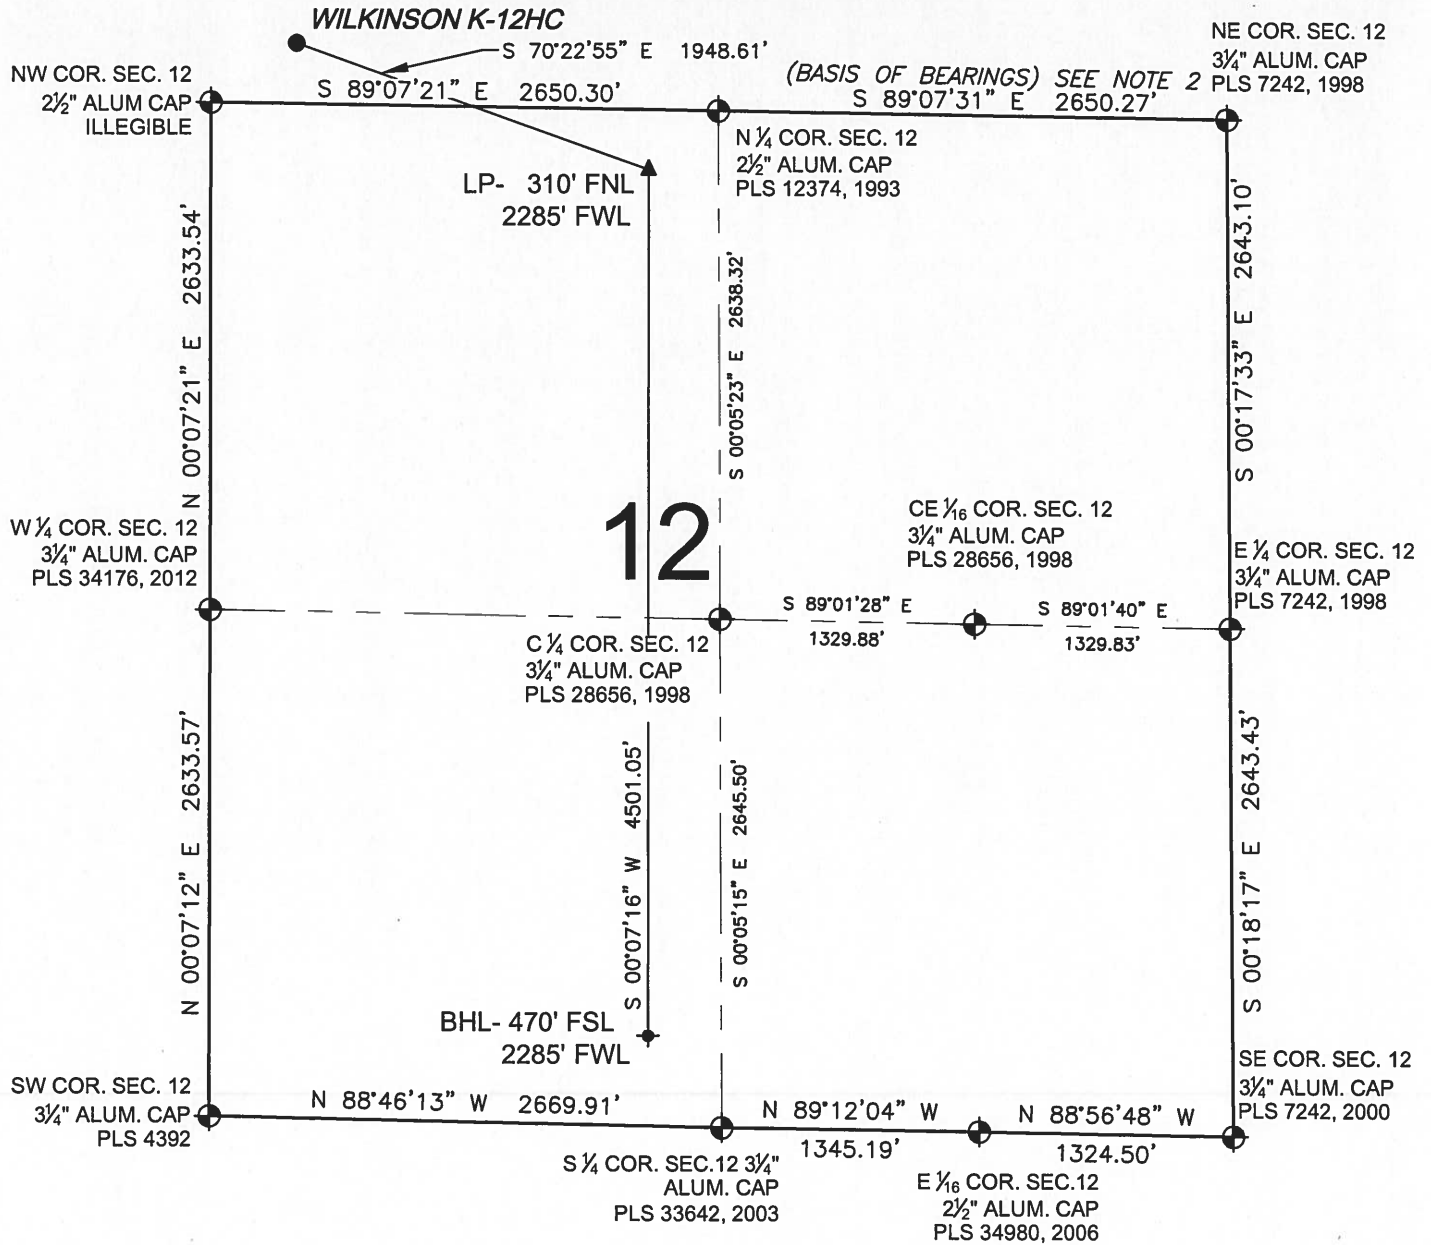 WILKINSON K-12HC
S 70°22'55" E 1948.61'
NW COR. SEC. 12
2½" ALUM CAP
ILLEGIBLE
S 89°07'21" E 2650.30'
(BASIS OF BEARINGS) SEE NOTE 2
S 89°07'31" E 2650.27'
NE COR. SEC. 12
3¼" ALUM. CAP
PLS 7242, 1998
N ¼ COR. SEC. 12
2½" ALUM. CAP
PLS 12374, 1993
LP- 310' FNL
2285' FWL
N 00°07'21" E 2633.54'
S 00°05'23" E 2638.32'
S 00°17'33" E 2643.10'
12
W ¼ COR. SEC. 12
3¼" ALUM. CAP
PLS 34176, 2012
CE 1⁄16 COR. SEC. 12
3¼" ALUM. CAP
PLS 28656, 1998
E ¼ COR. SEC. 12
3¼" ALUM. CAP
PLS 7242, 1998
S 89°01'28" E
1329.88'
S 89°01'40" E
1329.83'
C ¼ COR. SEC. 12
3¼" ALUM. CAP
PLS 28656, 1998
N 00°07'12" E 2633.57'
S 00°07'16" W 4501.05'
S 00°05'15" E 2645.50'
S 00°18'17" E 2643.43'
BHL- 470' FSL
2285' FWL
SW COR. SEC. 12
3¼" ALUM. CAP
PLS 4392
N 88°46'13" W 2669.91'
N 89°12'04" W
1345.19'
N 88°56'48" W
1324.50'
SE COR. SEC. 12
3¼" ALUM. CAP
PLS 7242, 2000
S ¼ COR. SEC.12 3¼"
ALUM. CAP
PLS 33642, 2003
E 1⁄16 COR. SEC.12
2½" ALUM. CAP
PLS 34980, 2006